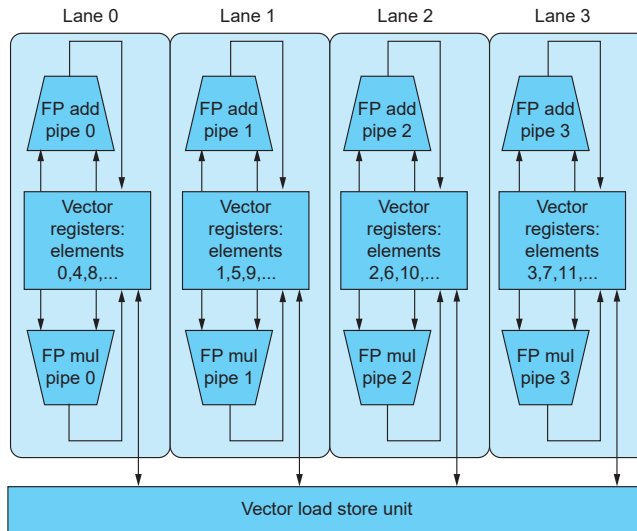 Lane 0
Lane 1
Lane 2
Lane 3
FP add
pipe 0
FP add
pipe 1
FP add
pipe 2
FP add
pipe 3
Vector
registers:
elements
0,4,8,...
Vector
registers:
elements
1,5,9,...
Vector
registers:
elements
2,6,10,...
Vector
registers:
elements
3,7,11,...
FP mul
pipe 0
FP mul
pipe 1
FP mul
pipe 2
FP mul
pipe 3
Vector load store unit